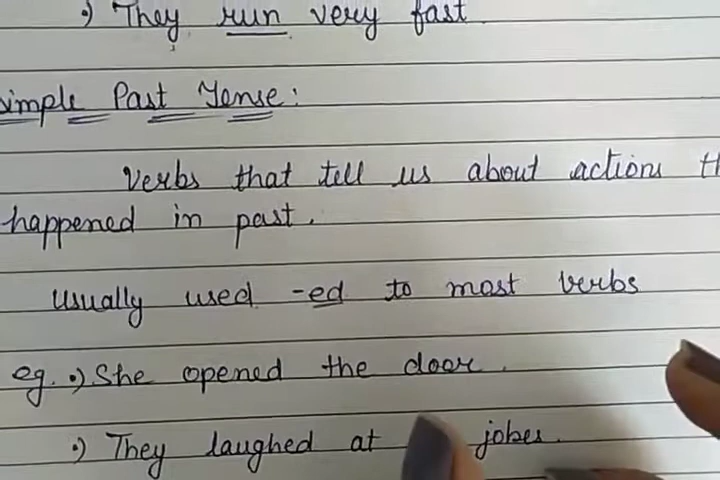 •) They run very fast.
Simple Past Tense:
Verbs that tell us about actions
happened in past.
Usually used -ed to most verbs
eg. •) She opened the door.
•) They laughed at jokes.